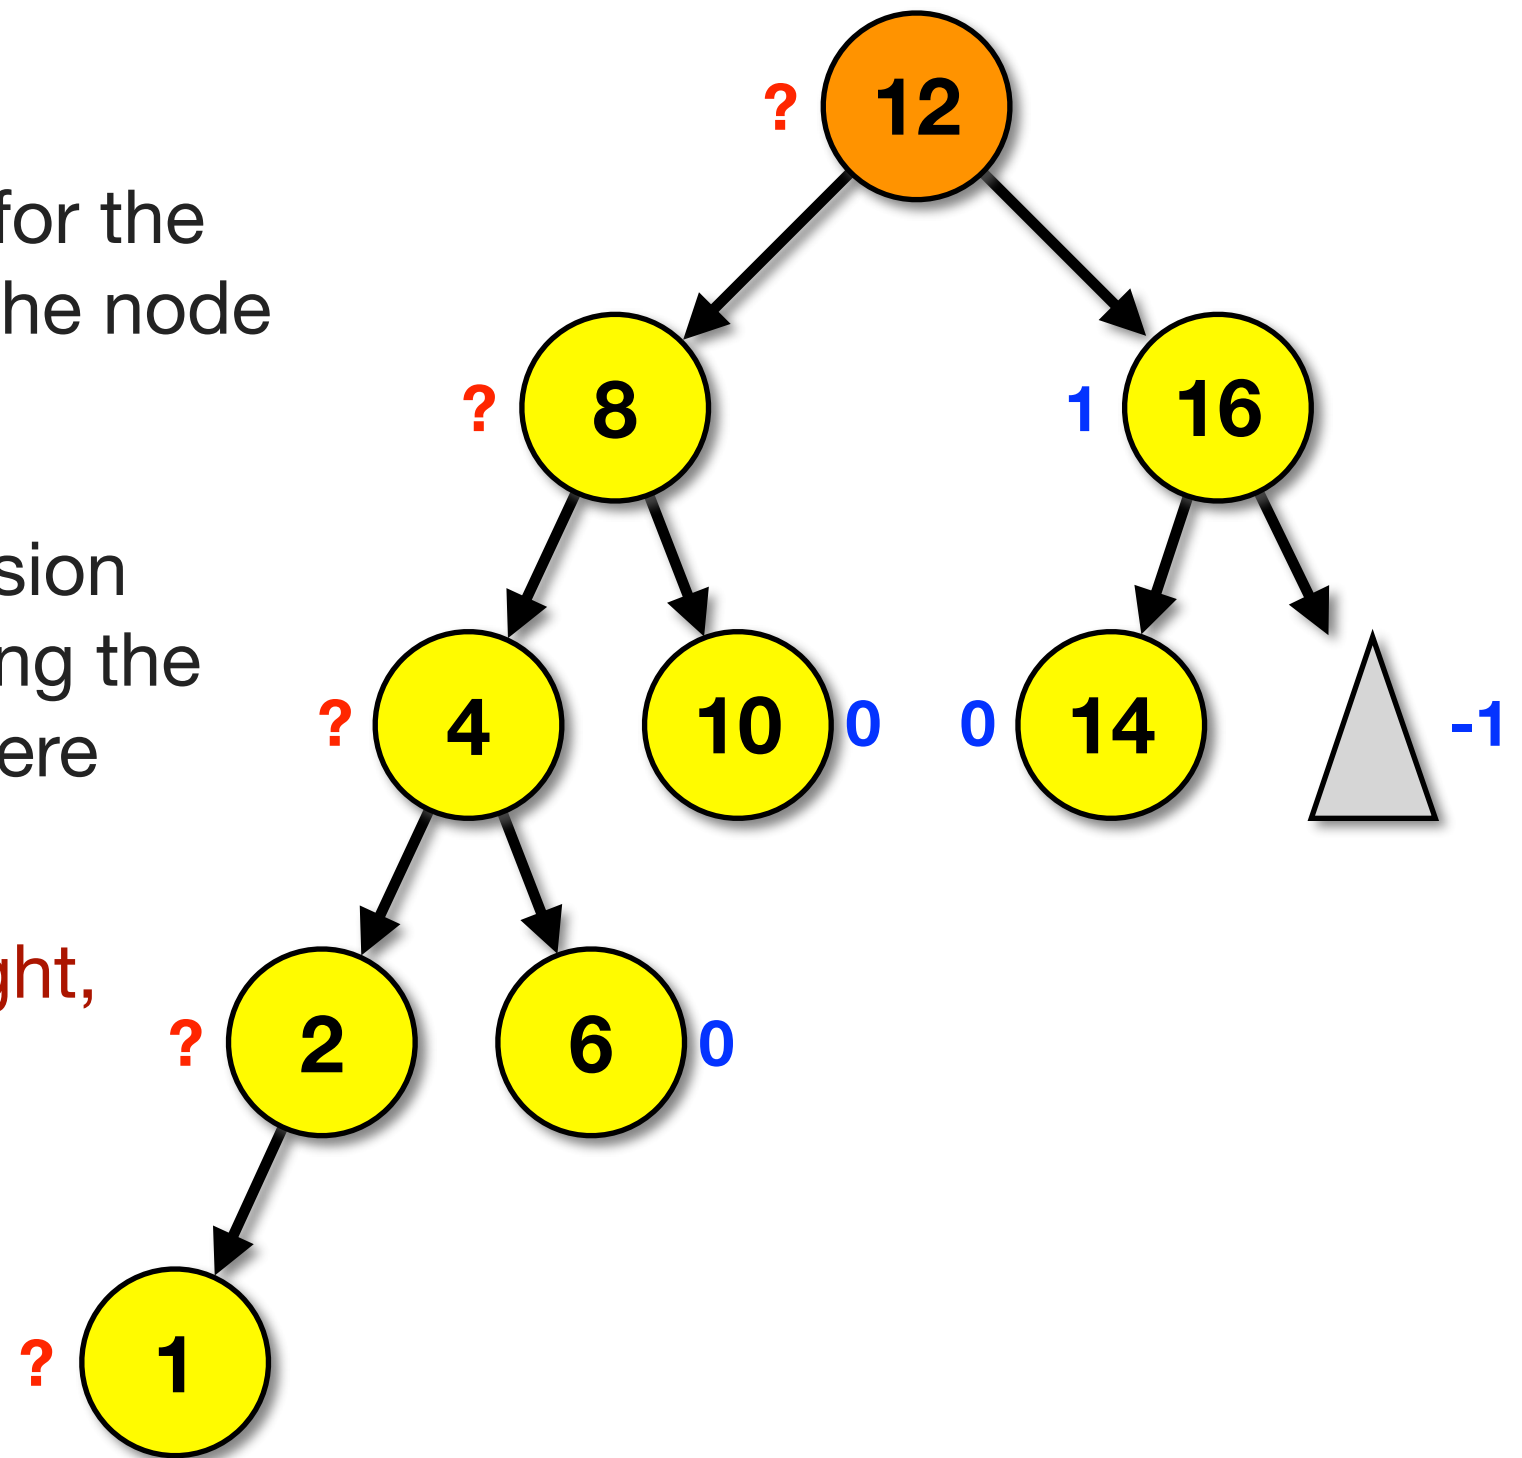 ? 12
for the
he node
? 8
1 16
sion
ng the
ere
? 4
10 0
0 14
-1
ght,
? 2
6 0
? 1